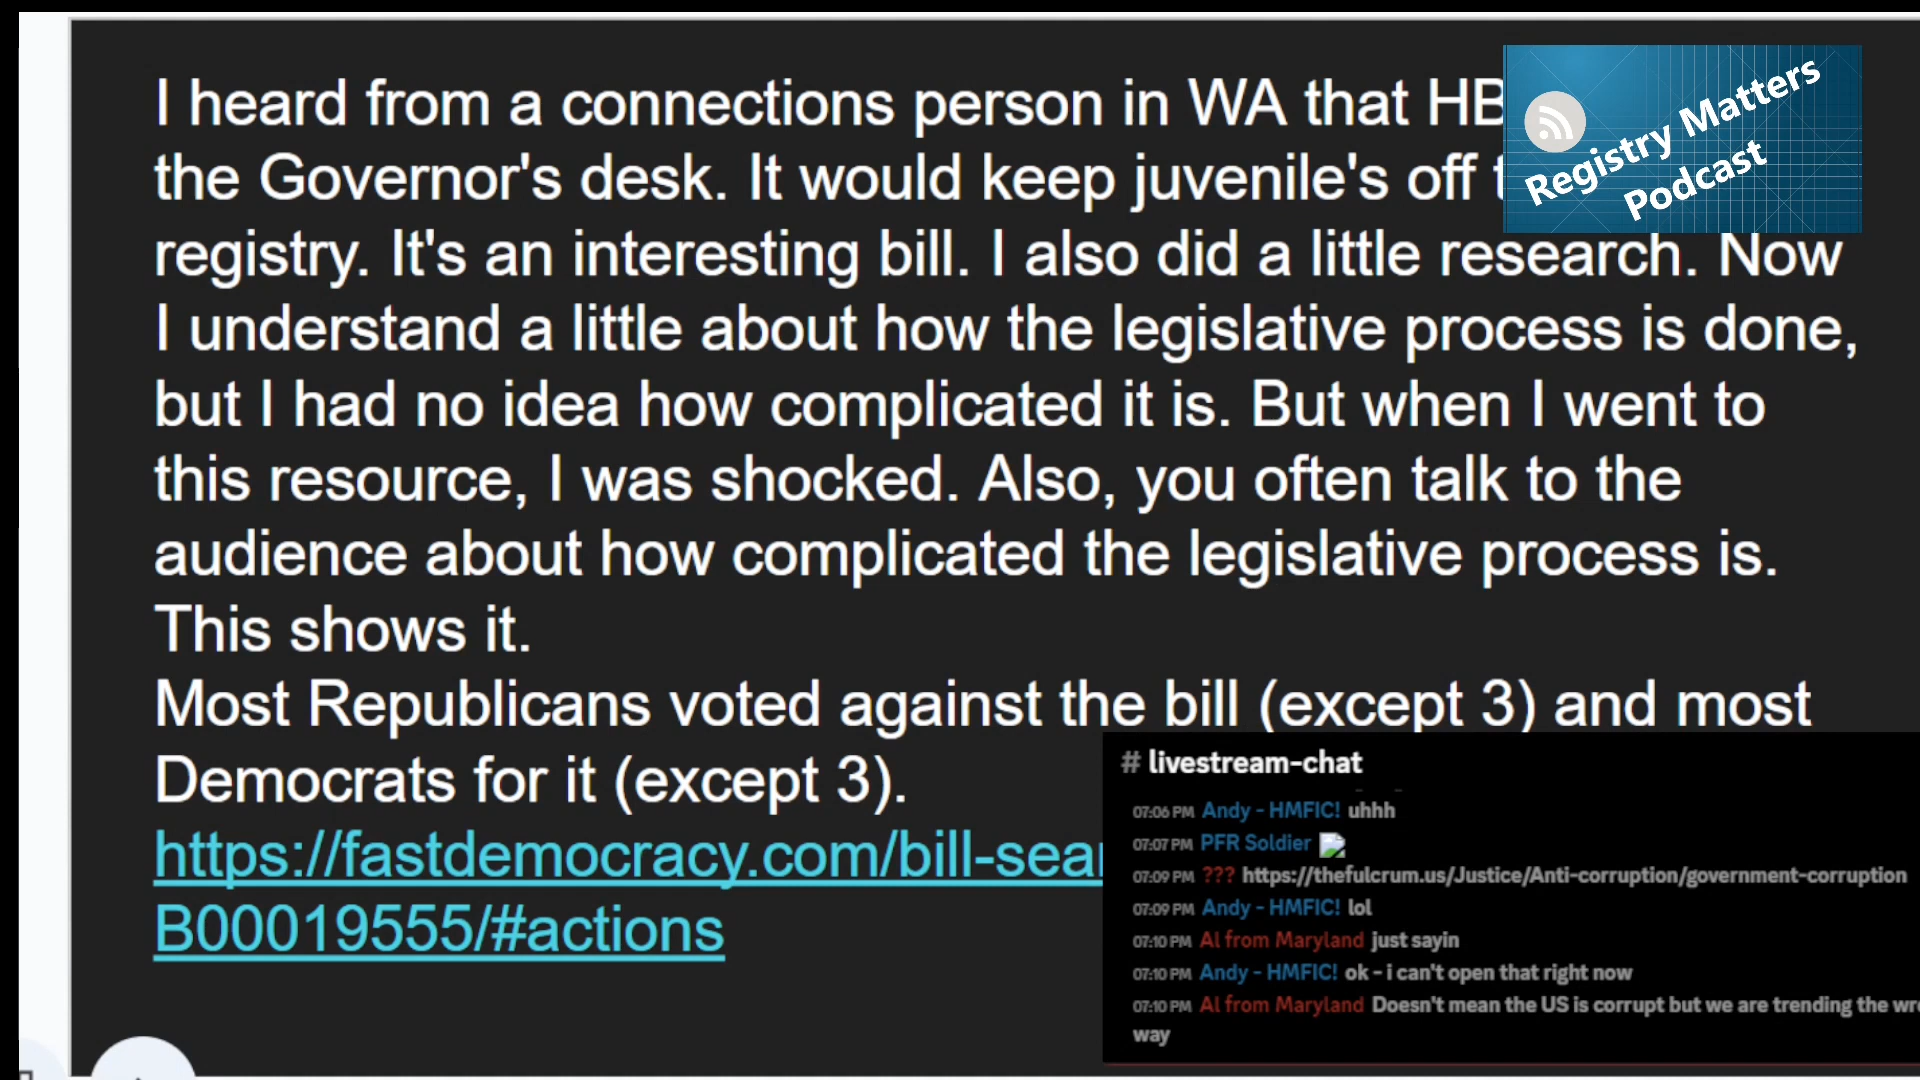 I heard from a connections person in WA that HB
the Governor's desk. It would keep juvenile's off
registry. It's an interesting bill. I also did a little research. Now
I understand a little about how the legislative process is done,
but I had no idea how complicated it is. But when I went to
this resource, I was shocked. Also, you often talk to the
audience about how complicated the legislative process is.
This shows it.
Most Republicans voted against the bill (except 3) and most
Democrats for it (except 3).
https://fastdemocracy.com/bill-sear
B00019555/#actions
Registry Matters
Podcast
# livestream-chat
07:06 PM Andy - HMFIC! uhhh
07:07 PM PFR Soldier
07:09 PM ??? https://thefulcrum.us/Justice/Anti-corruption/government-corruption
07:09 PM Andy - HMFIC! lol
07:10 PM Al from Maryland just sayin
07:10 PM Andy - HMFIC! ok - i can't open that right now
07:10 PM Al from Maryland Doesn't mean the US is corrupt but we are trending the
way